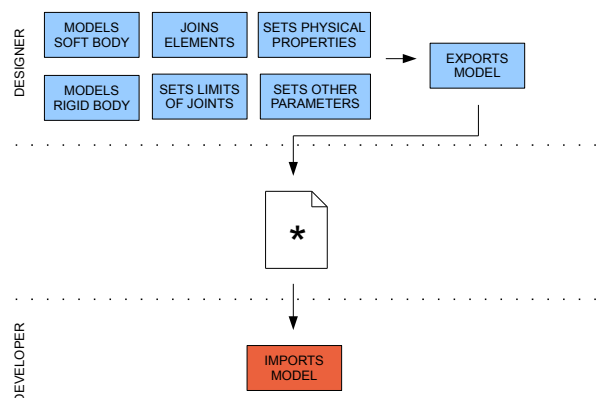 DESIGNER
MODELS
SOFT BODY
JOINS
ELEMENTS
SETS PHYSICAL
PROPERTIES
EXPORTS
MODEL
MODELS
RIGID BODY
SETS LIMITS
OF JOINTS
SETS OTHER
PARAMETERS
*
DEVELOPER
IMPORTS
MODEL